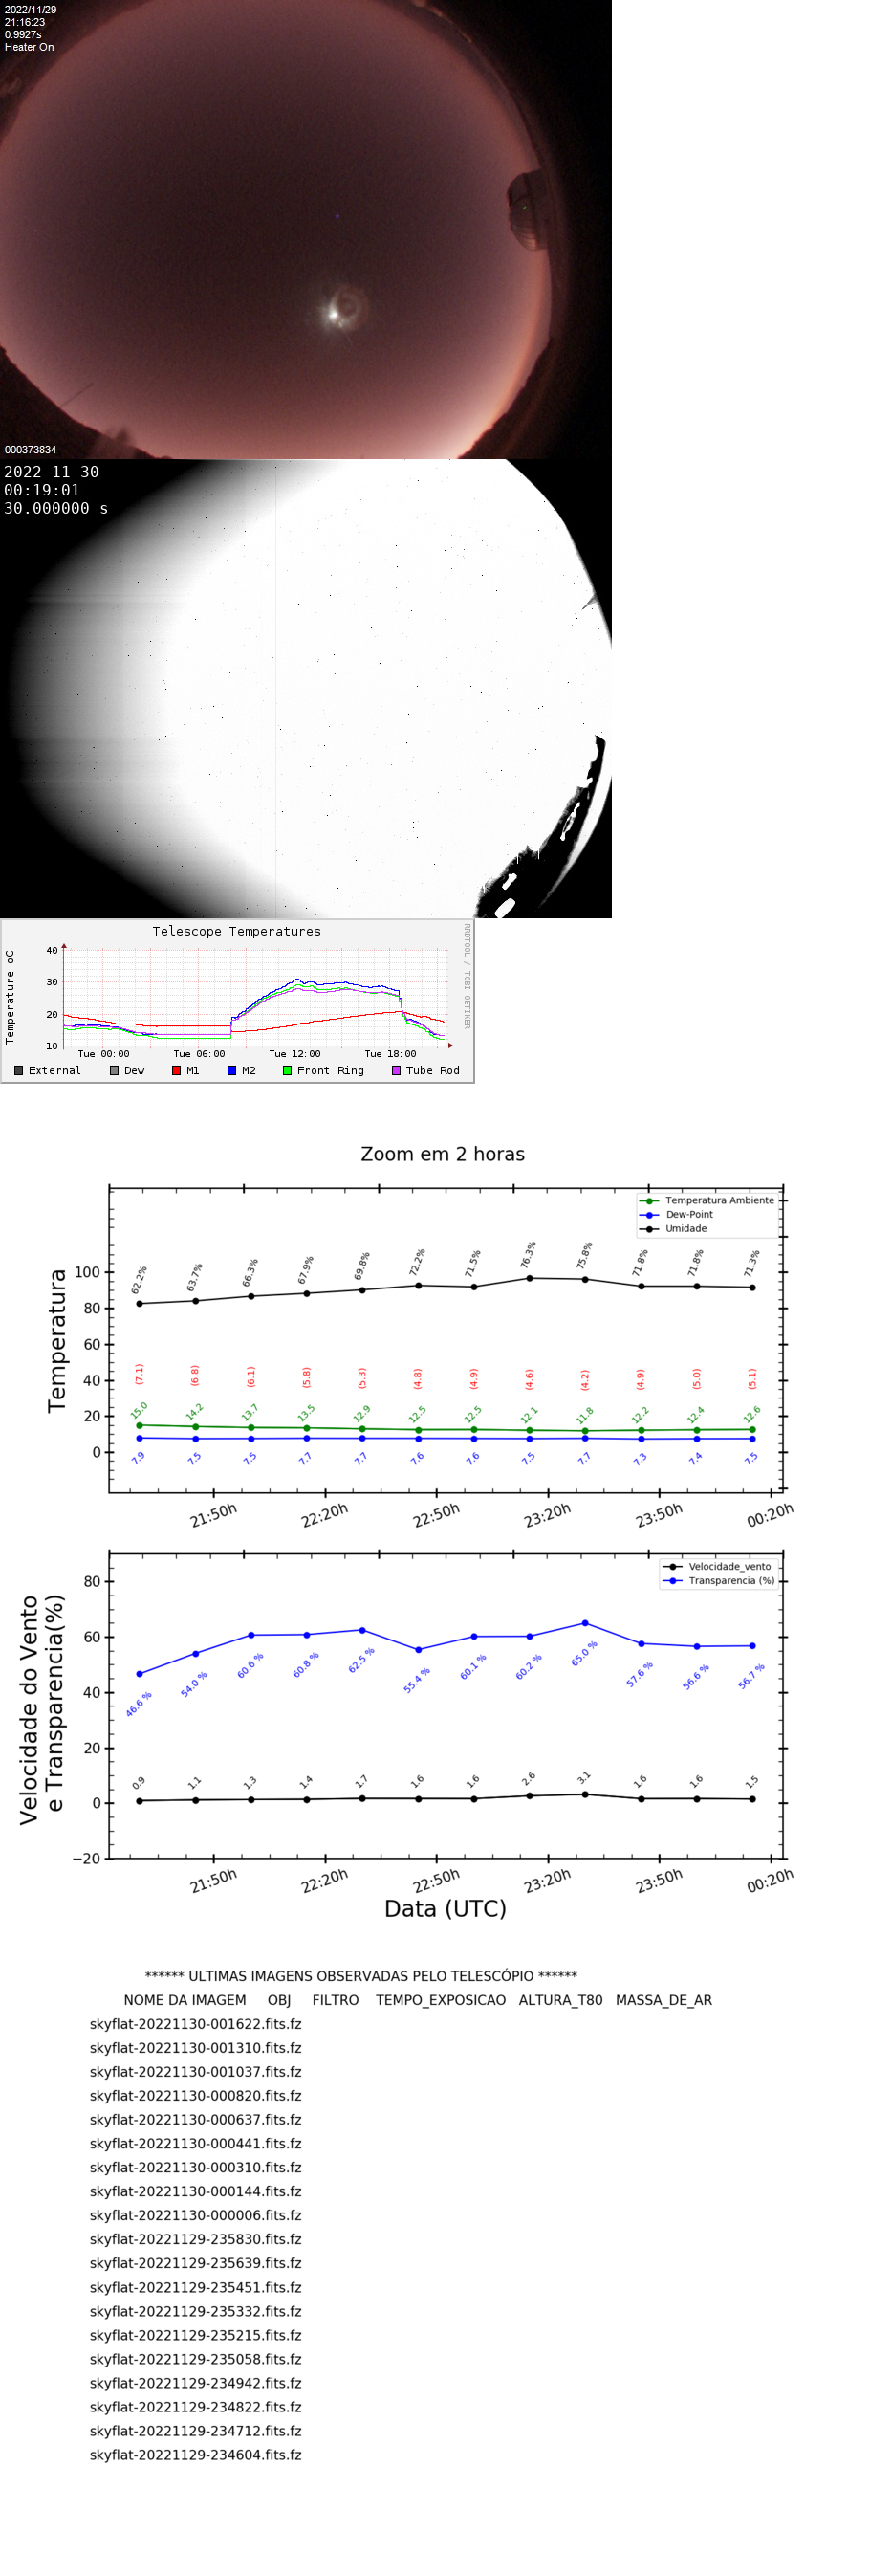 2022/11/29
21:16:23
0.9927s
Heater On
000373834
2022-11-30
00:19:01
30.000000 s
Telescope Temperatures
RRDTOOL / TOBI OETIKER
Temperature oC
40
30
20
10
Tue 00:00 Tue 06:00 Tue 12:00 Tue 18:00
External Dew M1 M2 Front Ring Tube Rod
Zoom em 2 horas
Temperatura Ambiente
Dew-Point
Umidade
Temperatura
100
80
60
40
20
0
62.2% 63.7% 66.3% 67.9% 69.8% 72.2% 71.5% 76.3% 75.8% 71.8% 71.8% 71.3%
(7.1) (6.8) (6.1) (5.8) (5.3) (4.8) (4.9) (4.6) (4.2) (4.9) (5.0) (5.1)
15.0 14.2 13.7 13.5 12.9 12.5 12.5 12.1 11.8 12.2 12.4 12.6
7.9 7.5 7.5 7.7 7.7 7.6 7.6 7.5 7.7 7.3 7.4 7.5
21:50h 22:20h 22:50h 23:20h 23:50h 00:20h
Velocidade_vento
Transparencia (%)
Velocidade do Vento
e Transparencia(%)
80
60
40
20
0
−20
46.6 % 54.0 % 60.6 % 60.8 % 62.5 % 55.4 % 60.1 % 60.2 % 65.0 % 57.6 % 56.6 % 56.7 %
0.9 1.1 1.3 1.4 1.7 1.6 1.6 2.6 3.1 1.6 1.6 1.5
21:50h 22:20h 22:50h 23:20h 23:50h 00:20h
Data (UTC)
****** ULTIMAS IMAGENS OBSERVADAS PELO TELESCÓPIO ******
NOME DA IMAGEM OBJ FILTRO TEMPO_EXPOSICAO ALTURA_T80 MASSA_DE_AR
skyflat-20221130-001622.fits.fz
skyflat-20221130-001310.fits.fz
skyflat-20221130-001037.fits.fz
skyflat-20221130-000820.fits.fz
skyflat-20221130-000637.fits.fz
skyflat-20221130-000441.fits.fz
skyflat-20221130-000310.fits.fz
skyflat-20221130-000144.fits.fz
skyflat-20221130-000006.fits.fz
skyflat-20221129-235830.fits.fz
skyflat-20221129-235639.fits.fz
skyflat-20221129-235451.fits.fz
skyflat-20221129-235332.fits.fz
skyflat-20221129-235215.fits.fz
skyflat-20221129-235058.fits.fz
skyflat-20221129-234942.fits.fz
skyflat-20221129-234822.fits.fz
skyflat-20221129-234712.fits.fz
skyflat-20221129-234604.fits.fz